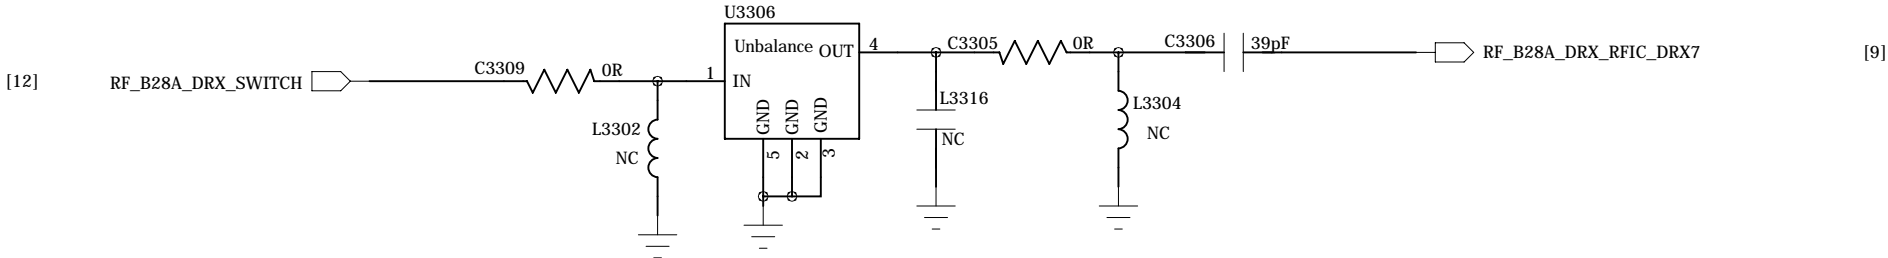 U3306
Unbalance OUT 4
C3305 0R
C3306 39pF
RF_B28A_DRX_RFIC_DRX7 [9]
[12] RF_B28A_DRX_SWITCH
C3309 0R
1 IN
GND GND GND
5 2 3
L3302
NC
L3316
NC
L3304
NC